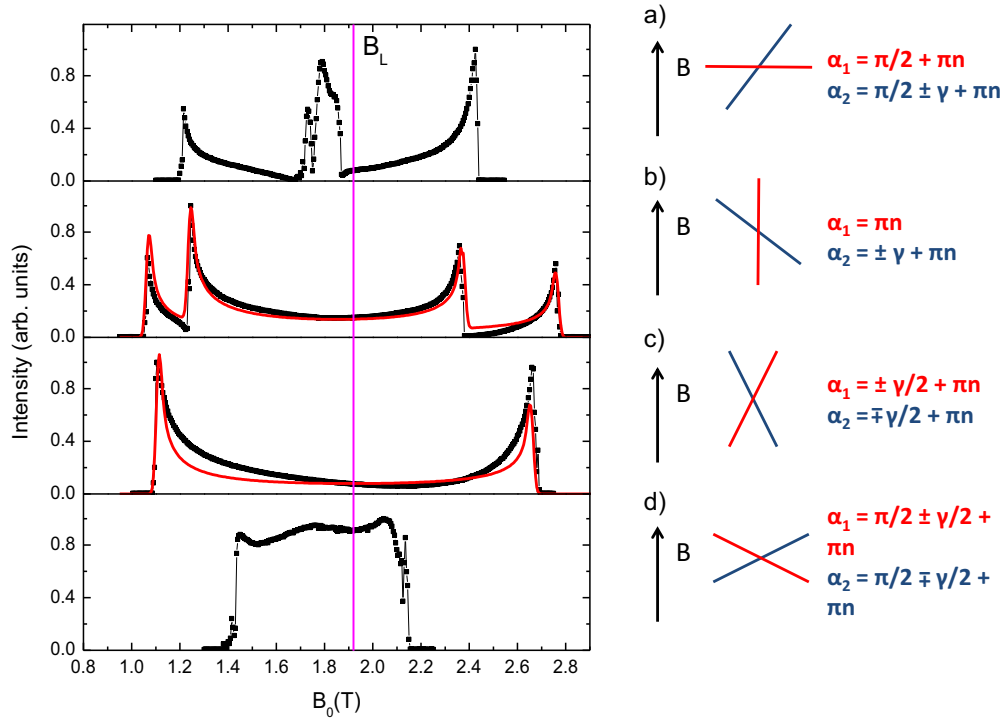 B_L
0.8
0.4
0.0
0.8
0.4
0.0
0.8
0.4
0.0
0.8
0.4
0.0
0.8 1.0 1.2 1.4 1.6 1.8 2.0 2.2 2.4 2.6 2.8
B_0(T)
Intensity (arb. units)
a)
B
α_1 = π/2 + πn
α_2 = π/2 ± γ + πn
b)
B
α_1 = πn
α_2 = ± γ + πn
c)
B
α_1 = ± γ/2 + πn
α_2 = ∓ γ/2 + πn
d)
B
α_1 = π/2 ± γ/2 +
πn
α_2 = π/2 ∓ γ/2 +
πn